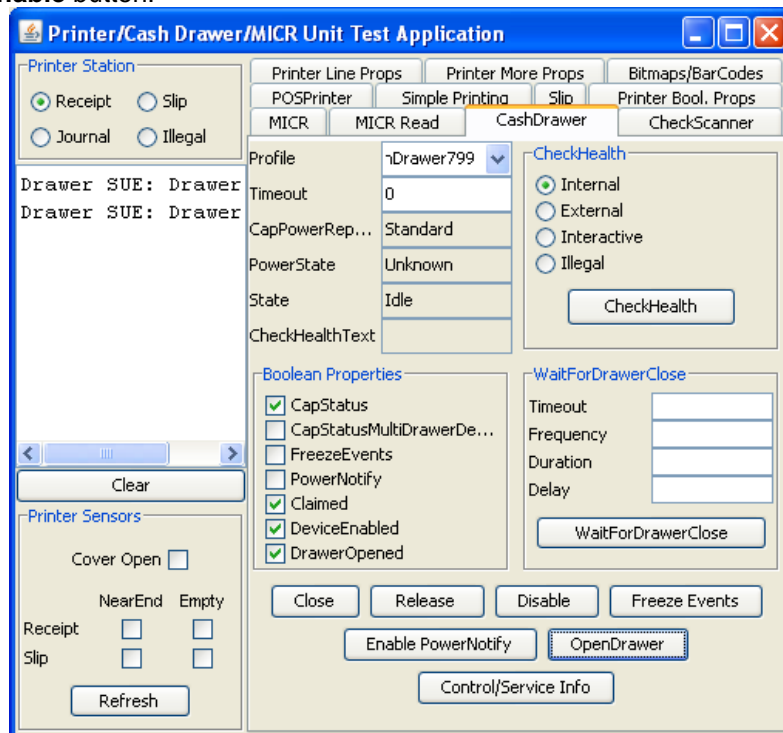 nable button.
Printer/Cash Drawer/MICR Unit Test Application
Printer Station
Receipt Slip
Journal Illegal
Drawer SUE: Drawer
Drawer SUE: Drawer
Clear
Printer Sensors
Cover Open
NearEnd Empty
Receipt
Slip
Refresh
Printer Line Props Printer More Props Bitmaps/BarCodes
POSPrinter Simple Printing Slip Printer Bool. Props
MICR MICR Read CashDrawer CheckScanner
Profile Drawer799
Timeout 0
CapPowerRep... Standard
PowerState Unknown
State Idle
CheckHealthText
CheckHealth
Internal
External
Interactive
Illegal
CheckHealth
Boolean Properties
CapStatus
CapStatusMultiDrawerDe...
FreezeEvents
PowerNotify
Claimed
DeviceEnabled
DrawerOpened
WaitForDrawerClose
Timeout
Frequency
Duration
Delay
WaitForDrawerClose
Close Release Disable Freeze Events
Enable PowerNotify OpenDrawer
Control/Service Info